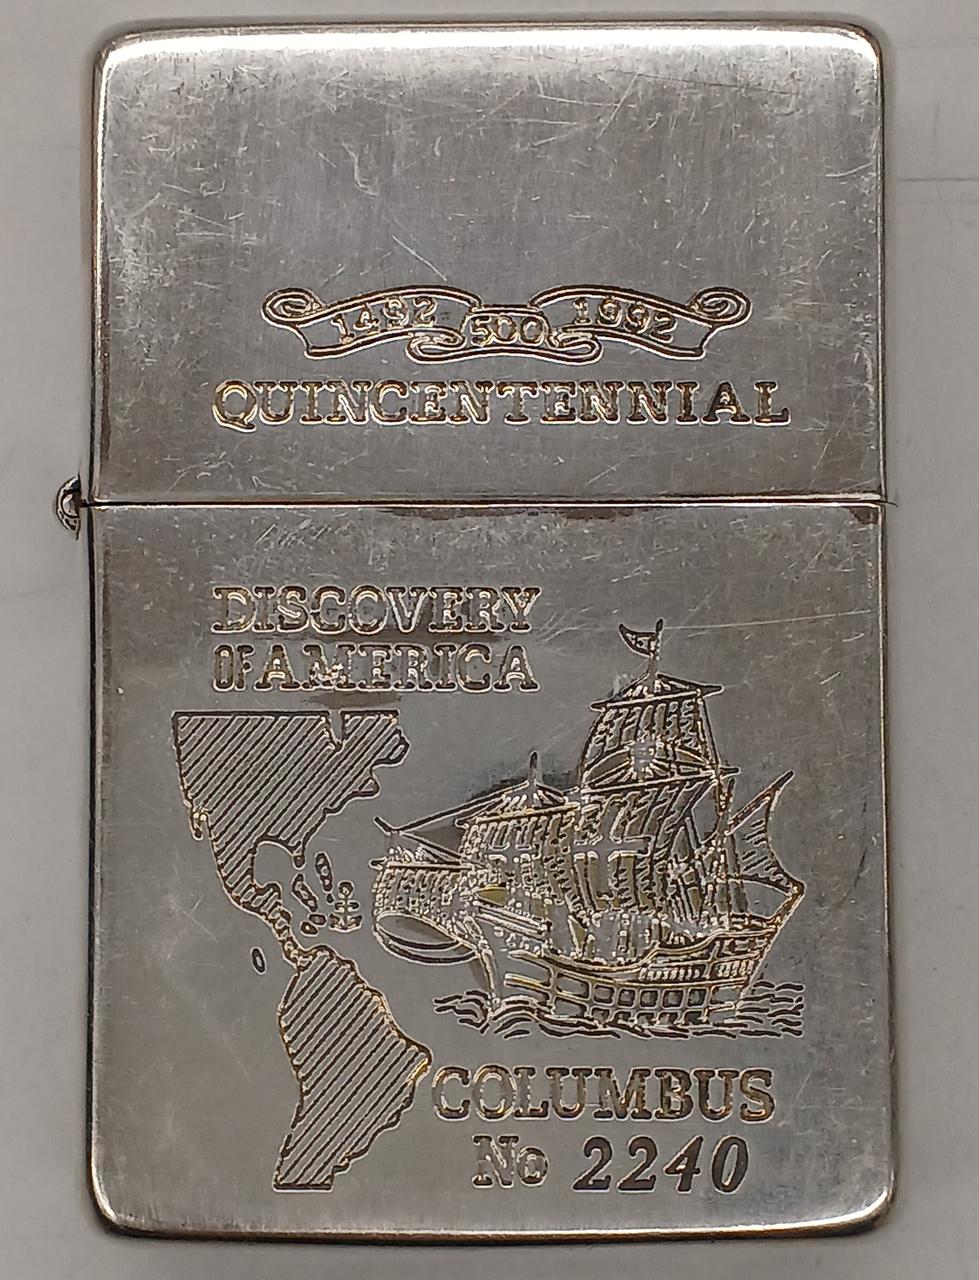 1492 500 1992
QUINCENTENNIAL
DISCOVERY
OF AMERICA
COLUMBUS
No 2240